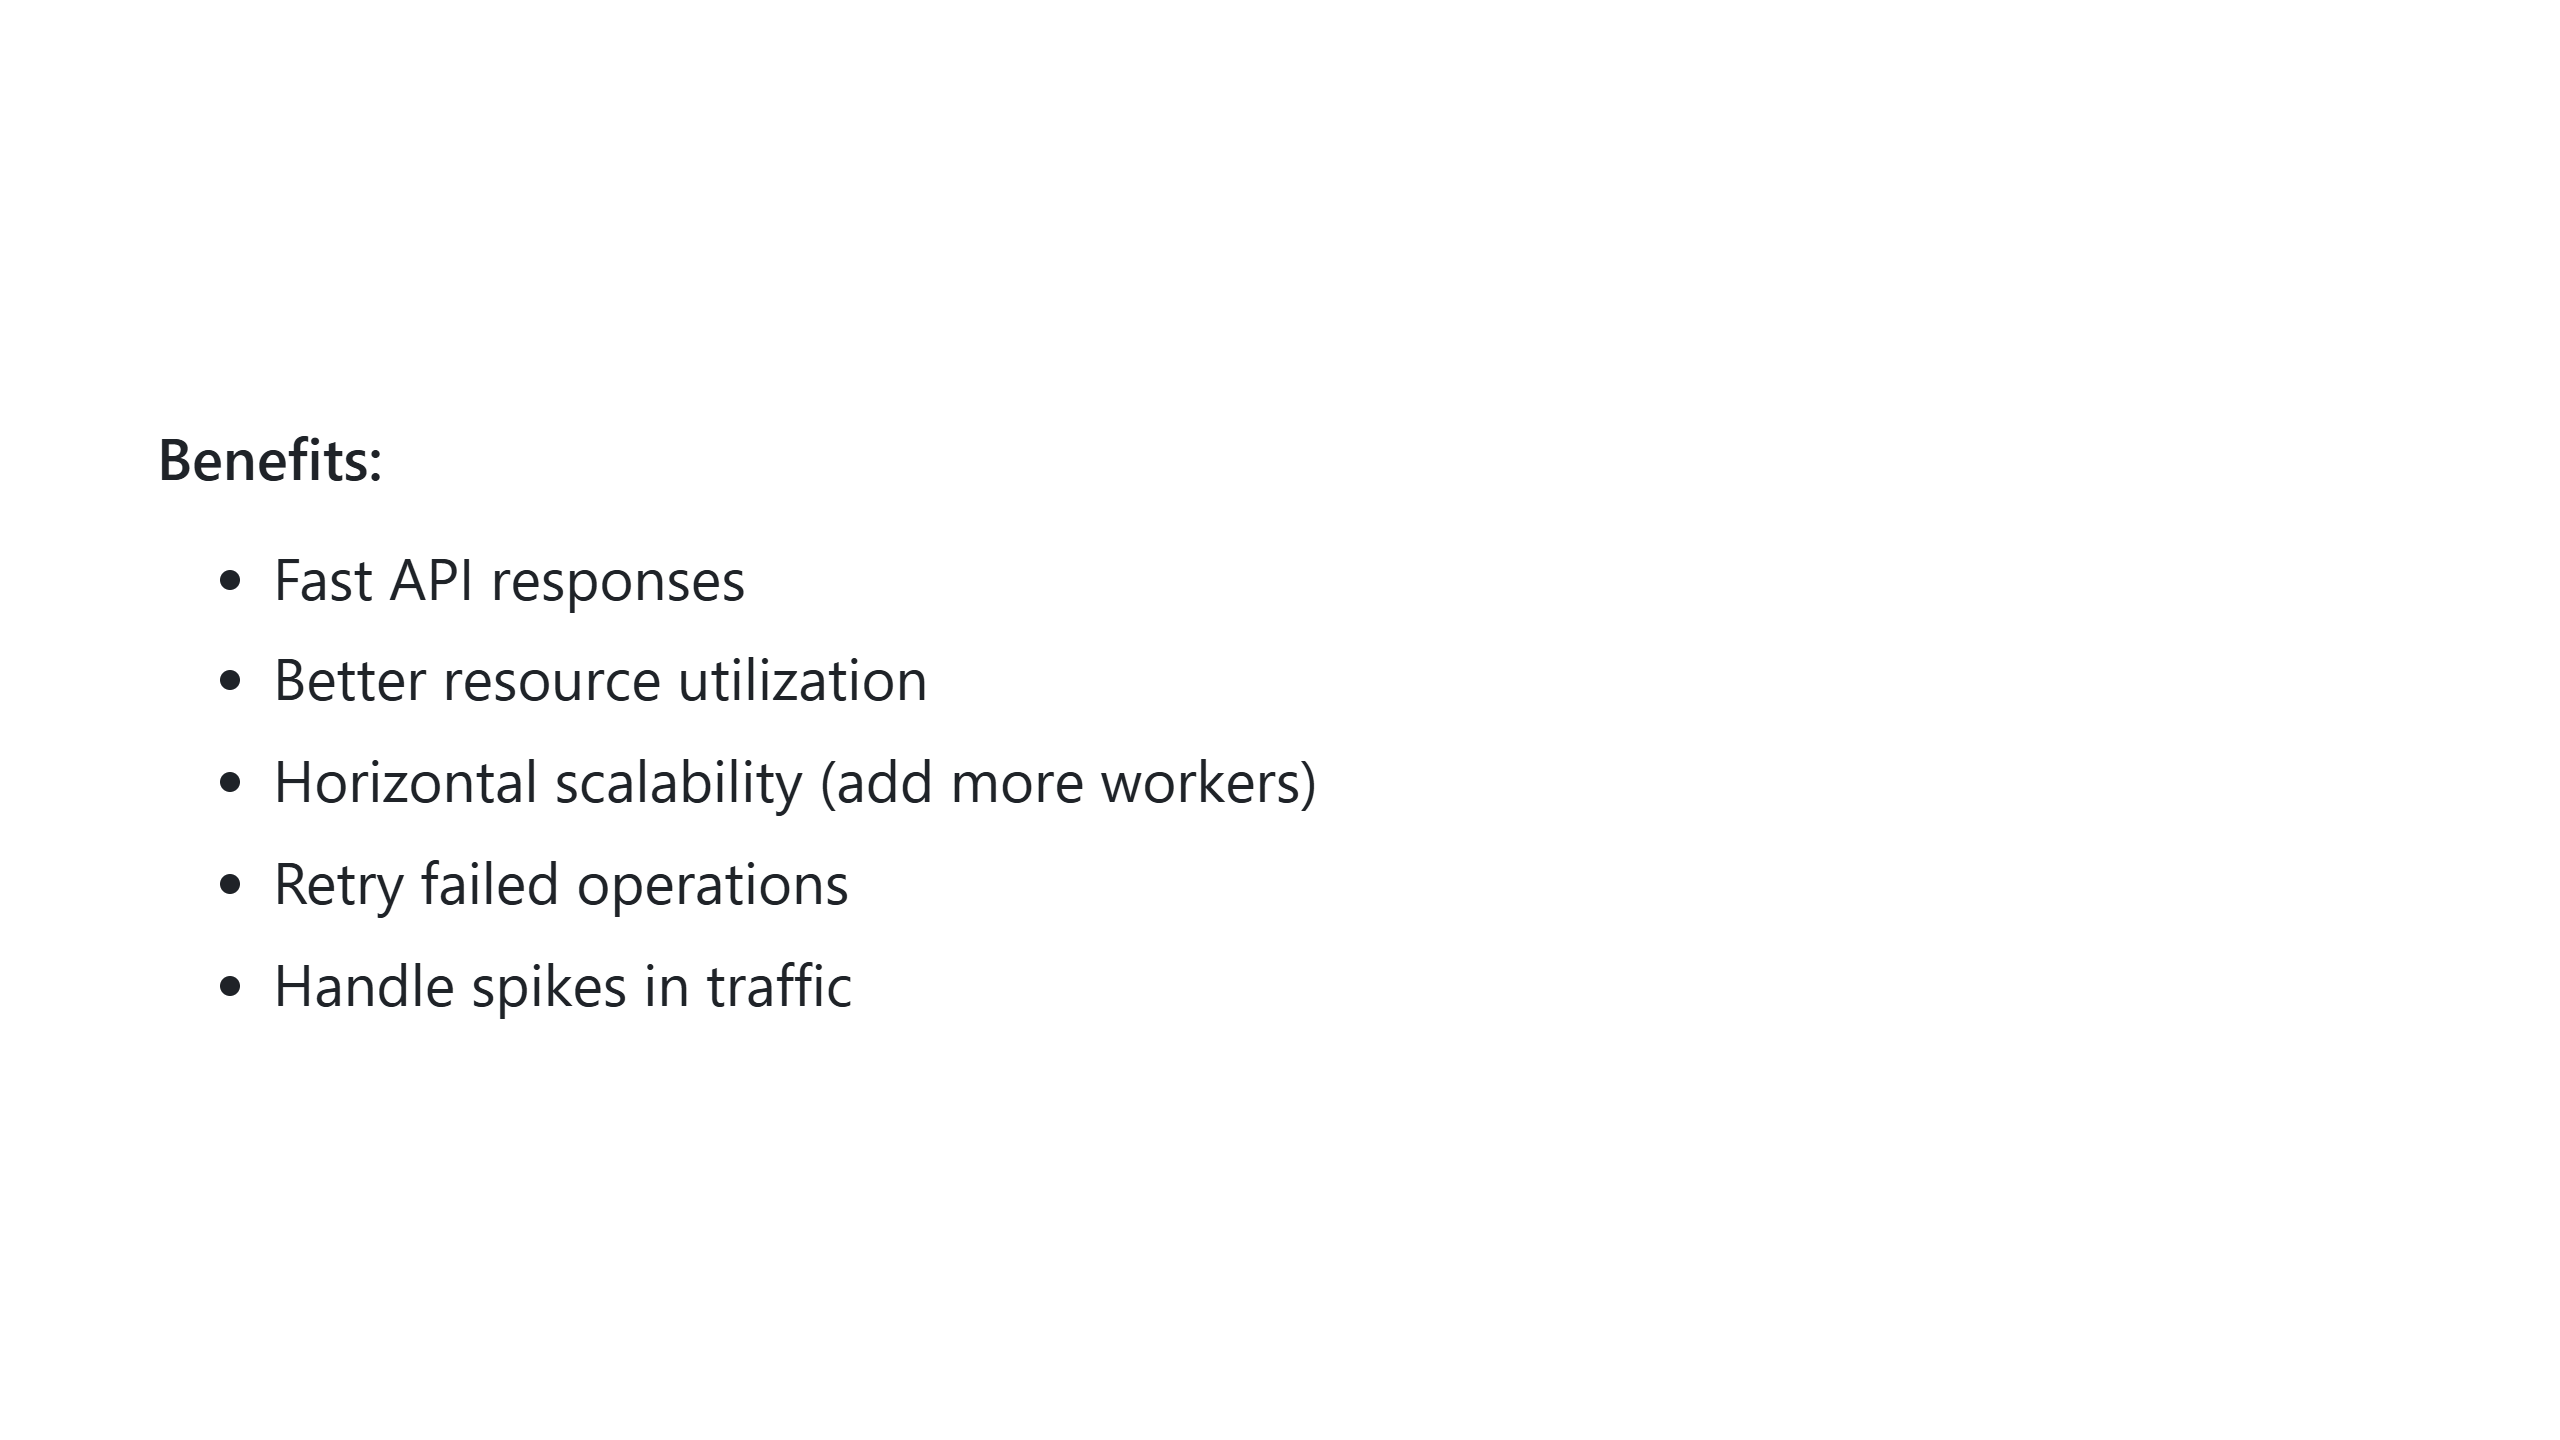 Benefits:
• Fast API responses
• Better resource utilization
• Horizontal scalability (add more workers)
• Retry failed operations
• Handle spikes in traffic